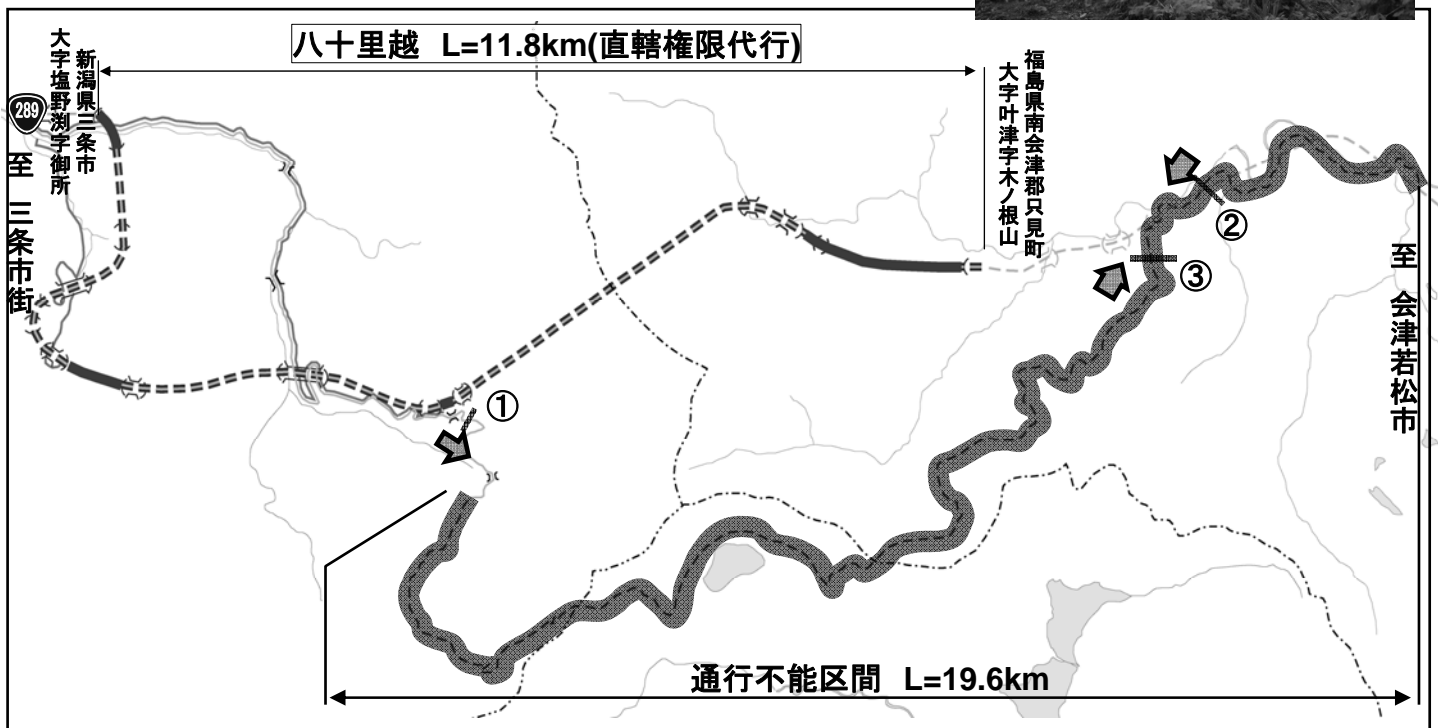 八十里越 L=11.8km(直轄権限代行)
新潟県三条市
大字塩野渕字御所
289
至 三条市街
福島県南会津郡只見町
大字叶津字木ノ根山
②
③
至 会津若松市
①
通行不能区間 L=19.6km